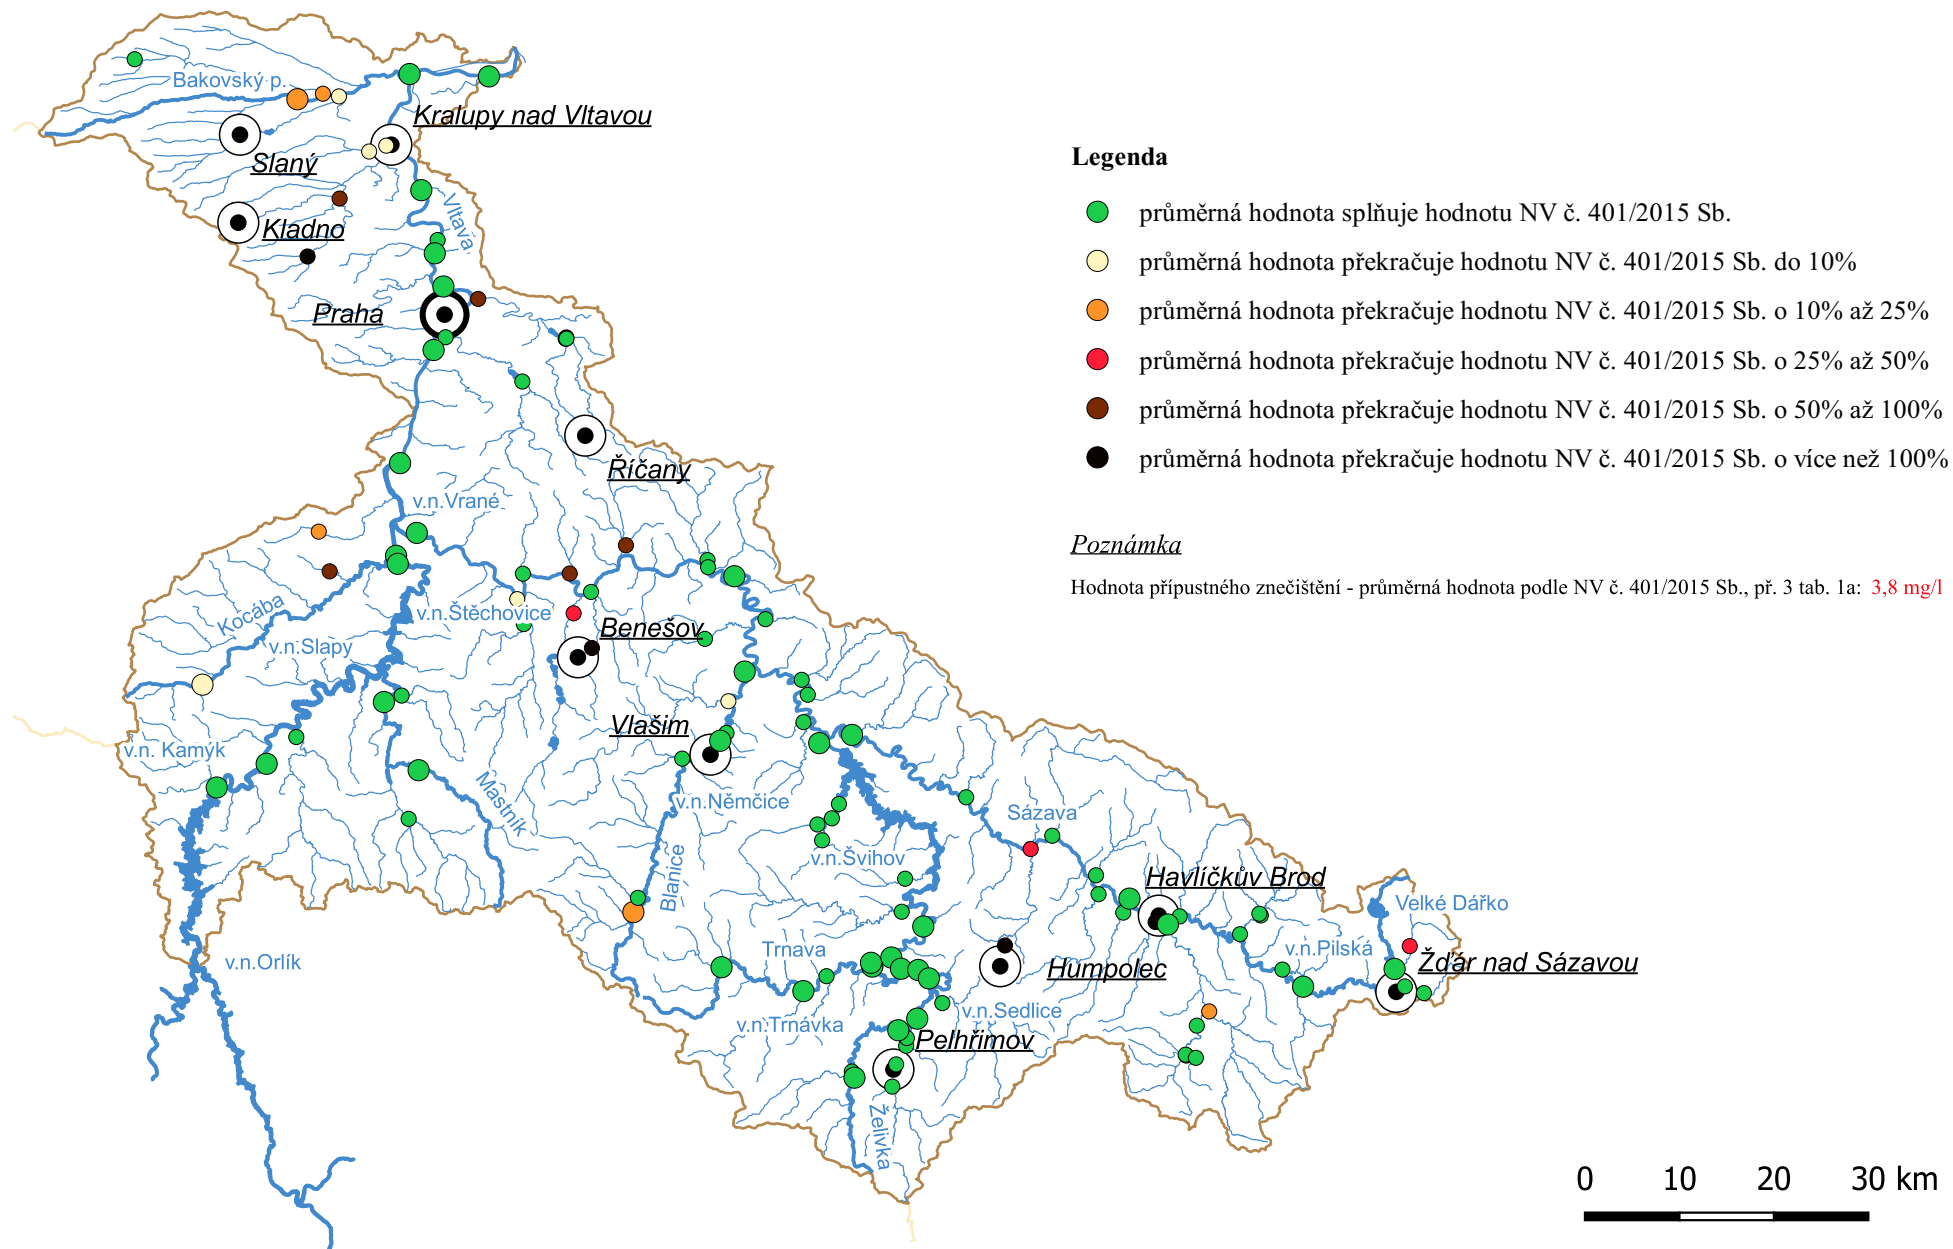 Bakovský p.
Kralupy nad Vltavou
Slaný
Vltava
Kladno
Praha
Říčany
v.n.Vrané
Kocába
v.n.Štěchovice
v.n.Slapy
Benešov
Vlašim
v.n. Kamýk
Mastník
v.n.Němčice
Sázava
v.n.Švihov
Blanice
Havlíčkův Brod
Velké Dářko
Trnava
v.n.Pilská
v.n.Orlík
Humpolec
Žďár nad Sázavou
v.n.Sedlice
v.n.Trnávka
Pelhřimov
Želivka
Legenda
průměrná hodnota splňuje hodnotu NV č. 401/2015 Sb.
průměrná hodnota překračuje hodnotu NV č. 401/2015 Sb. do 10%
průměrná hodnota překračuje hodnotu NV č. 401/2015 Sb. o 10% až 25%
průměrná hodnota překračuje hodnotu NV č. 401/2015 Sb. o 25% až 50%
průměrná hodnota překračuje hodnotu NV č. 401/2015 Sb. o 50% až 100%
průměrná hodnota překračuje hodnotu NV č. 401/2015 Sb. o více než 100%
Poznámka
Hodnota přípustného znečištění - průměrná hodnota podle NV č. 401/2015 Sb., př. 3 tab. 1a: 3,8 mg/l
0 10 20 30 km